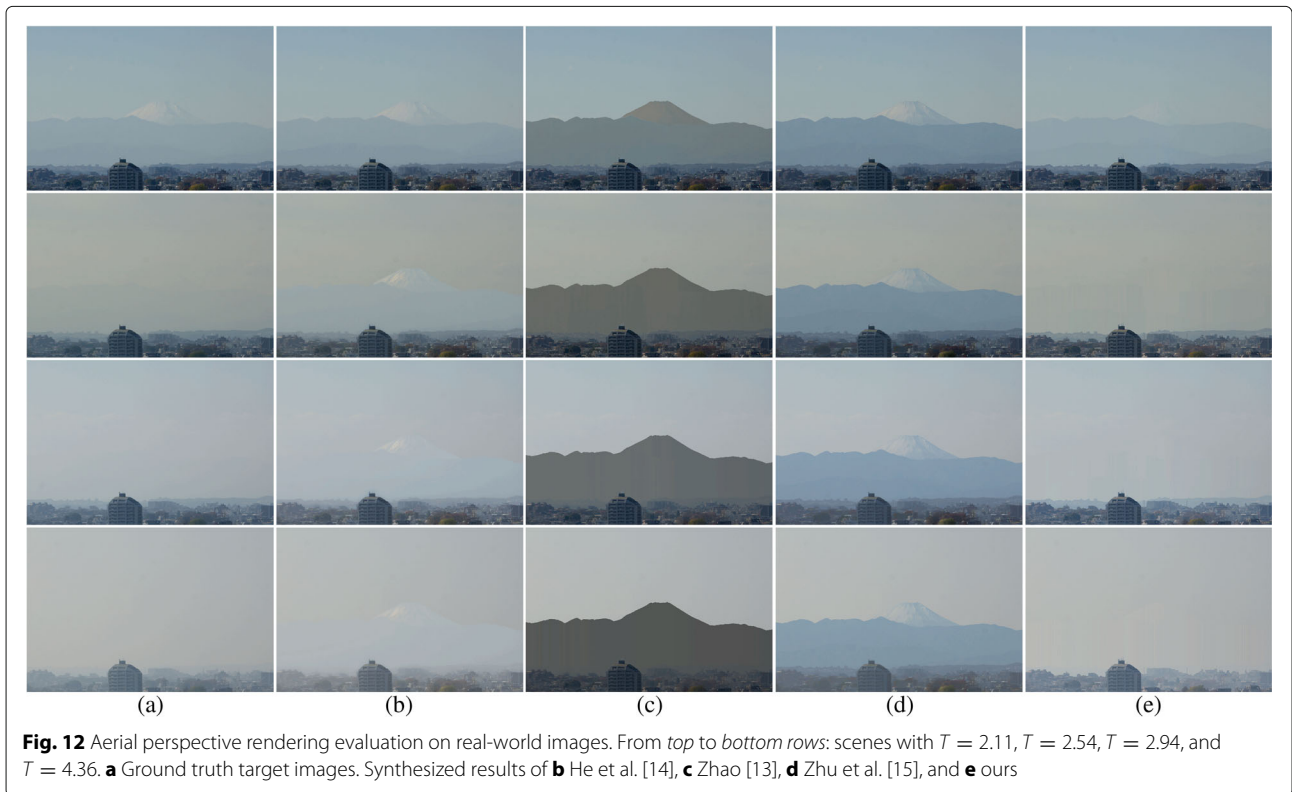 (a) (b) (c) (d) (e)
Fig. 12 Aerial perspective rendering evaluation on real-world images. From top to bottom rows: scenes with T = 2.11, T = 2.54, T = 2.94, and
T = 4.36. a Ground truth target images. Synthesized results of b He et al. [14], c Zhao [13], d Zhu et al. [15], and e ours